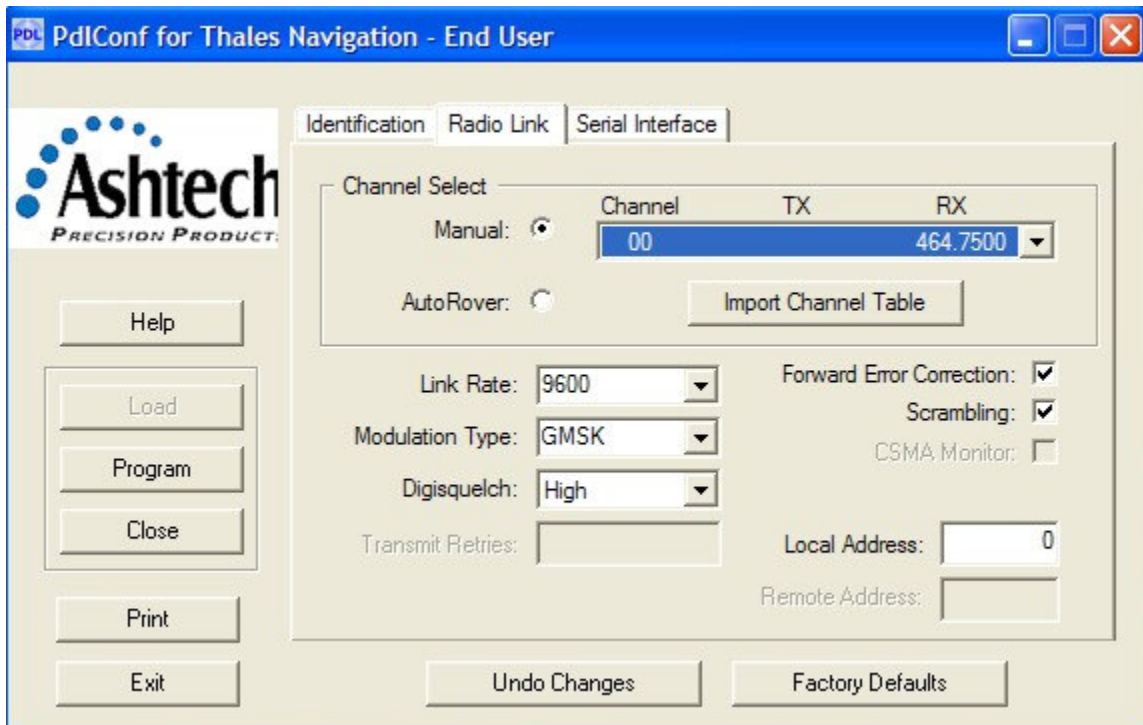 PDL PdlConf for Thales Navigation - End User
Ashtech
PRECISION PRODUCT
Help
Load
Program
Close
Print
Exit
Identification Radio Link Serial Interface
Channel Select
Channel TX RX
Manual: 00 464.7500
AutoRover: Import Channel Table
Link Rate: 9600
Modulation Type: GMSK
Digisquelch: High
Transmit Retries:
Forward Error Correction:
Scrambling:
CSMA Monitor:
Local Address: 0
Remote Address:
Undo Changes Factory Defaults